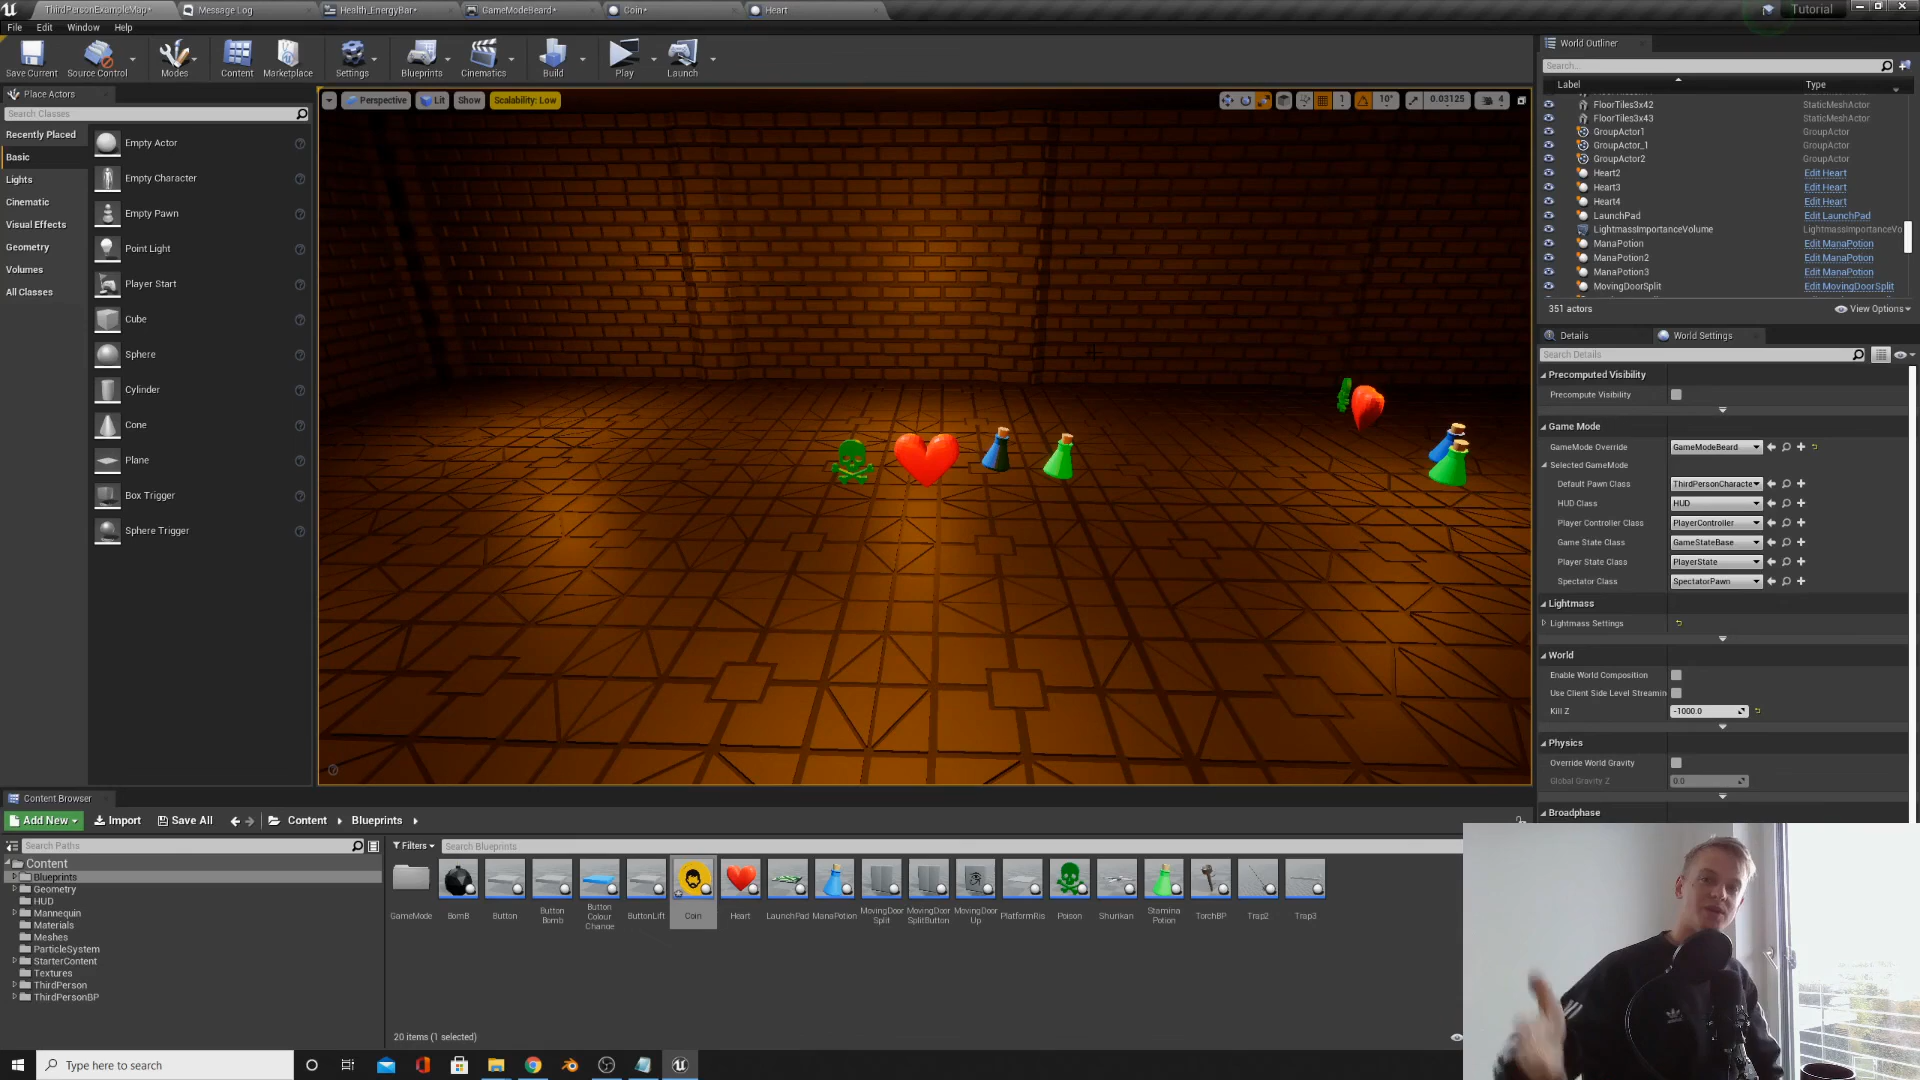 ThirdPersonExampleMap*
Message Log
Health_EnergyBar*
GameModeBeard*
Coin*
Heart
Tutorial
File
Edit
Window
Help
Save Current
Source Control
Modes
Content
Marketplace
Settings
Blueprints
Cinematics
Build
Play
Launch
Place Actors
Search Classes
Recently Placed
Basic
Lights
Cinematic
Visual Effects
Geometry
Volumes
All Classes
Empty Actor
Empty Character
Empty Pawn
Point Light
Player Start
Cube
Sphere
Cylinder
Cone
Plane
Box Trigger
Sphere Trigger
Perspective
Lit
Show
Scalability: Low
1
10°
0.03125
4
World Outliner
Search...
Label
Type
FloorTiles3x42
StaticMeshActor
FloorTiles3x43
StaticMeshActor
GroupActor1
GroupActor
GroupActor_1
GroupActor
GroupActor2
GroupActor
Heart2
Edit Heart
Heart3
Edit Heart
Heart4
Edit Heart
LaunchPad
Edit LaunchPad
LightmassImportanceVolume
LightmassImportanceVo
ManaPotion
Edit ManaPotion
ManaPotion2
Edit ManaPotion
ManaPotion3
Edit ManaPotion
MovingDoorSplit
Edit MovingDoorSplit
351 actors
View Options
Details
World Settings
Search Details
Precomputed Visibility
Precompute Visibility
Game Mode
GameMode Override
GameModeBeard
Selected GameMode
Default Pawn Class
ThirdPersonCharacte
HUD Class
HUD
Player Controller Class
PlayerController
Game State Class
GameStateBase
Player State Class
PlayerState
Spectator Class
SpectatorPawn
Lightmass
Lightmass Settings
World
Enable World Composition
Use Client Side Level Streamin
Kill Z
-1000.0
Physics
Override World Gravity
Global Gravity Z
0.0
Broadphase
Content Browser
Add New
Import
Save All
Content
Blueprints
Search Paths
Filters
Search Blueprints
Content
Blueprints
Geometry
HUD
Mannequin
Materials
Meshes
ParticleSystem
StarterContent
Textures
ThirdPerson
ThirdPersonBP
GameMode
BomB
Button
Button Bomb
Button Colour Change
ButtonLift
Coin
Heart
LaunchPad
ManaPotion
MovingDoor Split
MovingDoor SplitButton
MovingDoor Up
PlatformRis
Poison
Shurikan
Stamina Potion
TorchBP
Trap2
Trap3
20 items (1 selected)
Type here to search